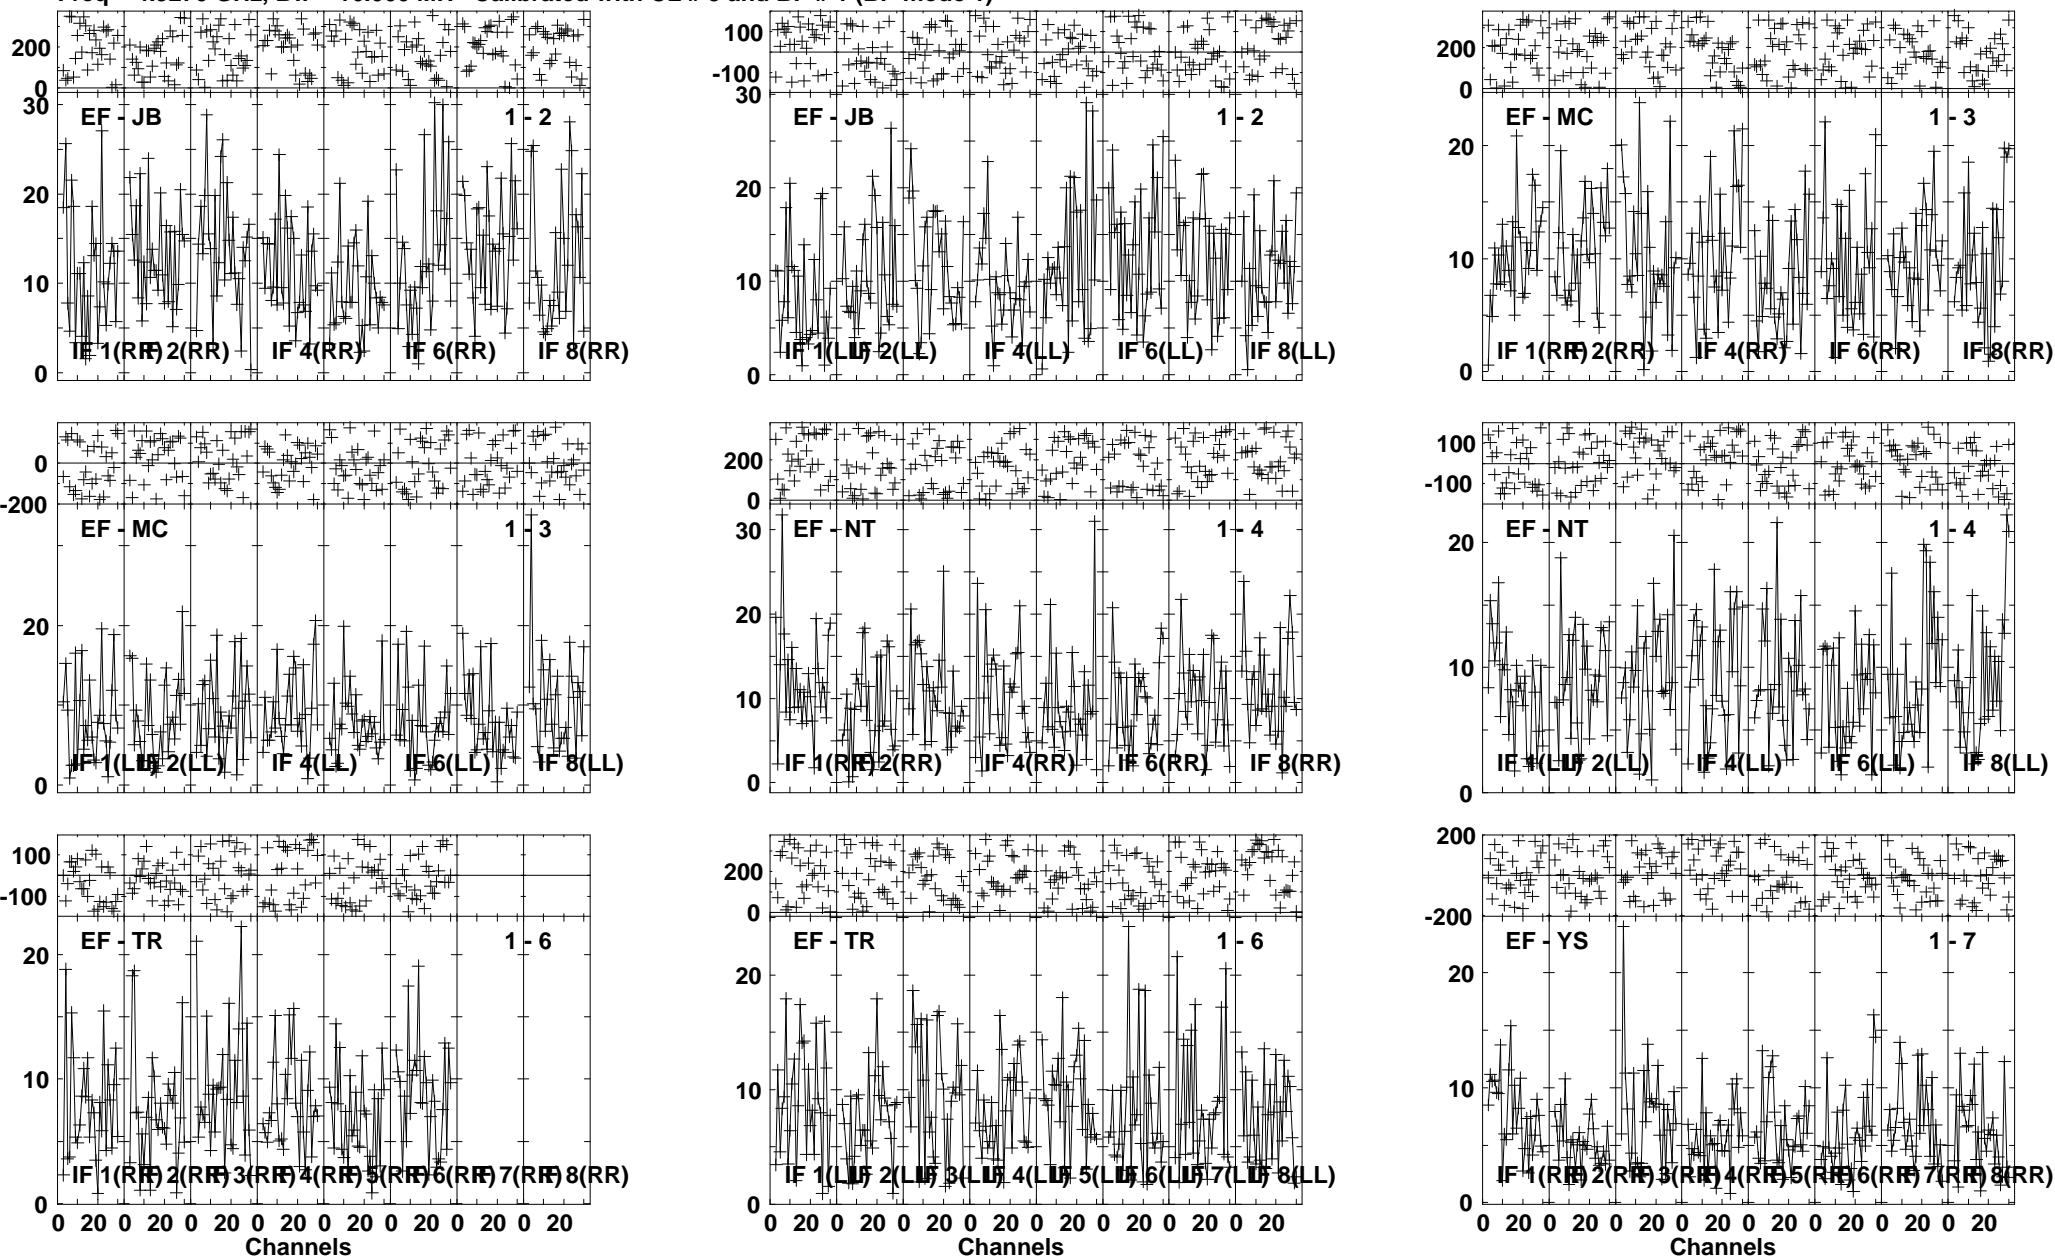 Freq GHz, Bw = MH Calibrated with CL # and BP # 1 (BP mode 1)
200
0
30
20
10
0
EF - JB 1 - 2
IF 1(RR) IF 2(RR) IF 4(RR) IF 6(RR) IF 8(RR)
100
-100
30
20
10
0
EF - JB 1 - 2
IF 1(LL) IF 2(LL) IF 4(LL) IF 6(LL) IF 8(LL)
200
0
20
10
0
EF - MC 1 - 3
IF 1(RR) IF 2(RR) IF 4(RR) IF 6(RR) IF 8(RR)
0
-200
20
0
EF - MC 1 - 3
IF 1(LL) IF 2(LL) IF 4(LL) IF 6(LL) IF 8(LL)
200
0
30
20
10
0
EF - NT 1 - 4
IF 1(RR) IF 2(RR) IF 4(RR) IF 6(RR) IF 8(RR)
100
-100
20
10
0
EF - NT 1 - 4
IF 1(LL) IF 2(LL) IF 4(LL) IF 6(LL) IF 8(LL)
100
-100
20
10
0
EF - TR 1 - 6
IF 1(RR) IF 2(RR) IF 3(RR) IF 4(RR) IF 5(RR) IF 6(RR) IF 7(RR) IF 8(RR)
0 20 0 20 0 20 0 20 0 20 0 20 0 20 0 20
Channels
200
0
20
10
0
EF - TR 1 - 6
IF 1(LL) IF 2(LL) IF 3(LL) IF 4(LL) IF 5(LL) IF 6(LL) IF 7(LL) IF 8(LL)
0 20 0 20 0 20 0 20 0 20 0 20 0 20 0 20
Channels
200
-200
20
10
0
EF - YS 1 - 7
IF 1(RR) IF 2(RR) IF 3(RR) IF 4(RR) IF 5(RR) IF 6(RR) IF 7(RR) IF 8(RR)
0 20 0 20 0 20 0 20 0 20 0 20 0 20 0 20
Channels